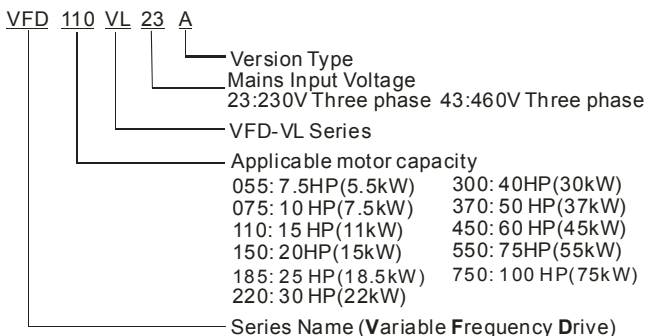 VFD 110 VL 23 A
Version Type
Mains Input Voltage
23:230V Three phase 43:460V Three phase
VFD-VL Series
Applicable motor capacity
055: 7.5HP(5.5kW) 300: 40HP(30kW)
075: 10 HP(7.5kW) 370: 50 HP(37kW)
110: 15 HP(11kW) 450: 60 HP(45kW)
150: 20HP(15kW) 550: 75HP(55kW)
185: 25 HP(18.5kW) 750: 100 HP(75kW)
220: 30 HP(22kW)
Series Name (Variable Frequency Drive)